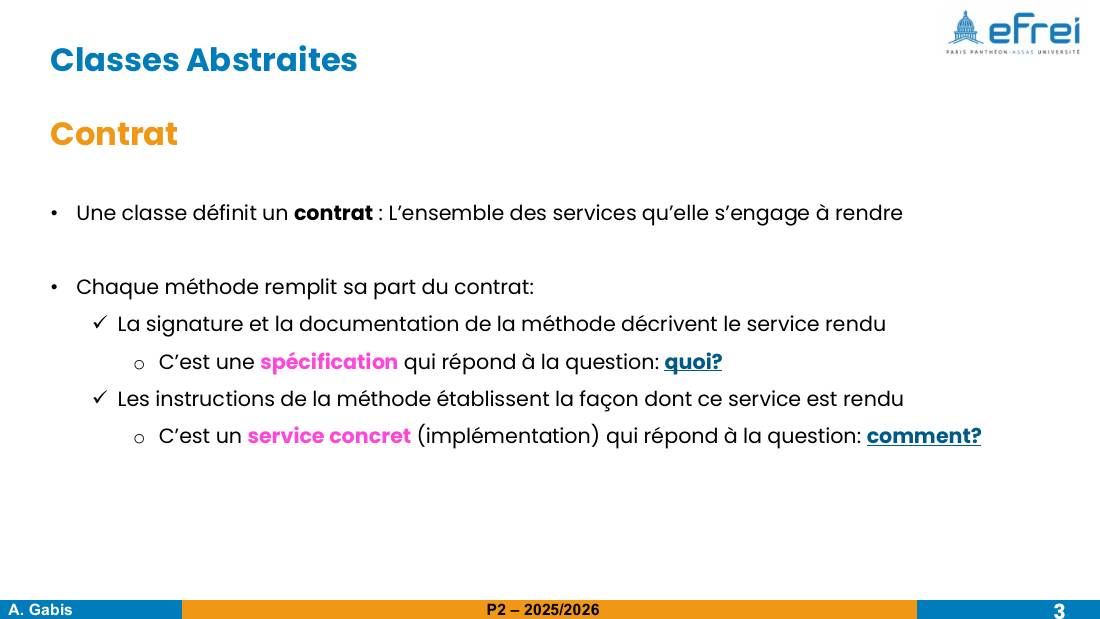 efrei
PARIS PANTHÉON-ASSAS UNIVERSITÉ
Classes Abstraites
Contrat
• Une classe définit un contrat : L’ensemble des services qu’elle s’engage à rendre
• Chaque méthode remplit sa part du contrat:
✓ La signature et la documentation de la méthode décrivent le service rendu
o C’est une spécification qui répond à la question: quoi?
✓ Les instructions de la méthode établissent la façon dont ce service est rendu
o C’est un service concret (implémentation) qui répond à la question: comment?
A. Gabis
P2 – 2025/2026
3